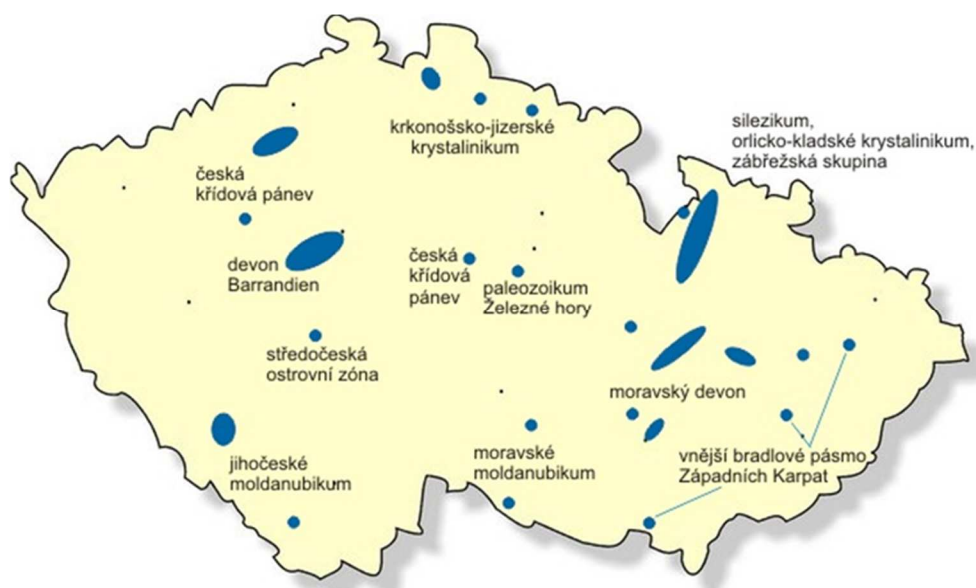 silezikum,
orlicko-kladské krystalinikum,
zábřežská skupina
krkonošsko-jizerské
krystalinikum
česká
křídová pánev
devon
Barrandien
česká
křídová
pánev
paleozoikum
Železné hory
středočeská
ostrovní zóna
moravský devon
jihočeské
moldanubikum
moravské
moldanubikum
vnější bradlové pásmo
Západních Karpat